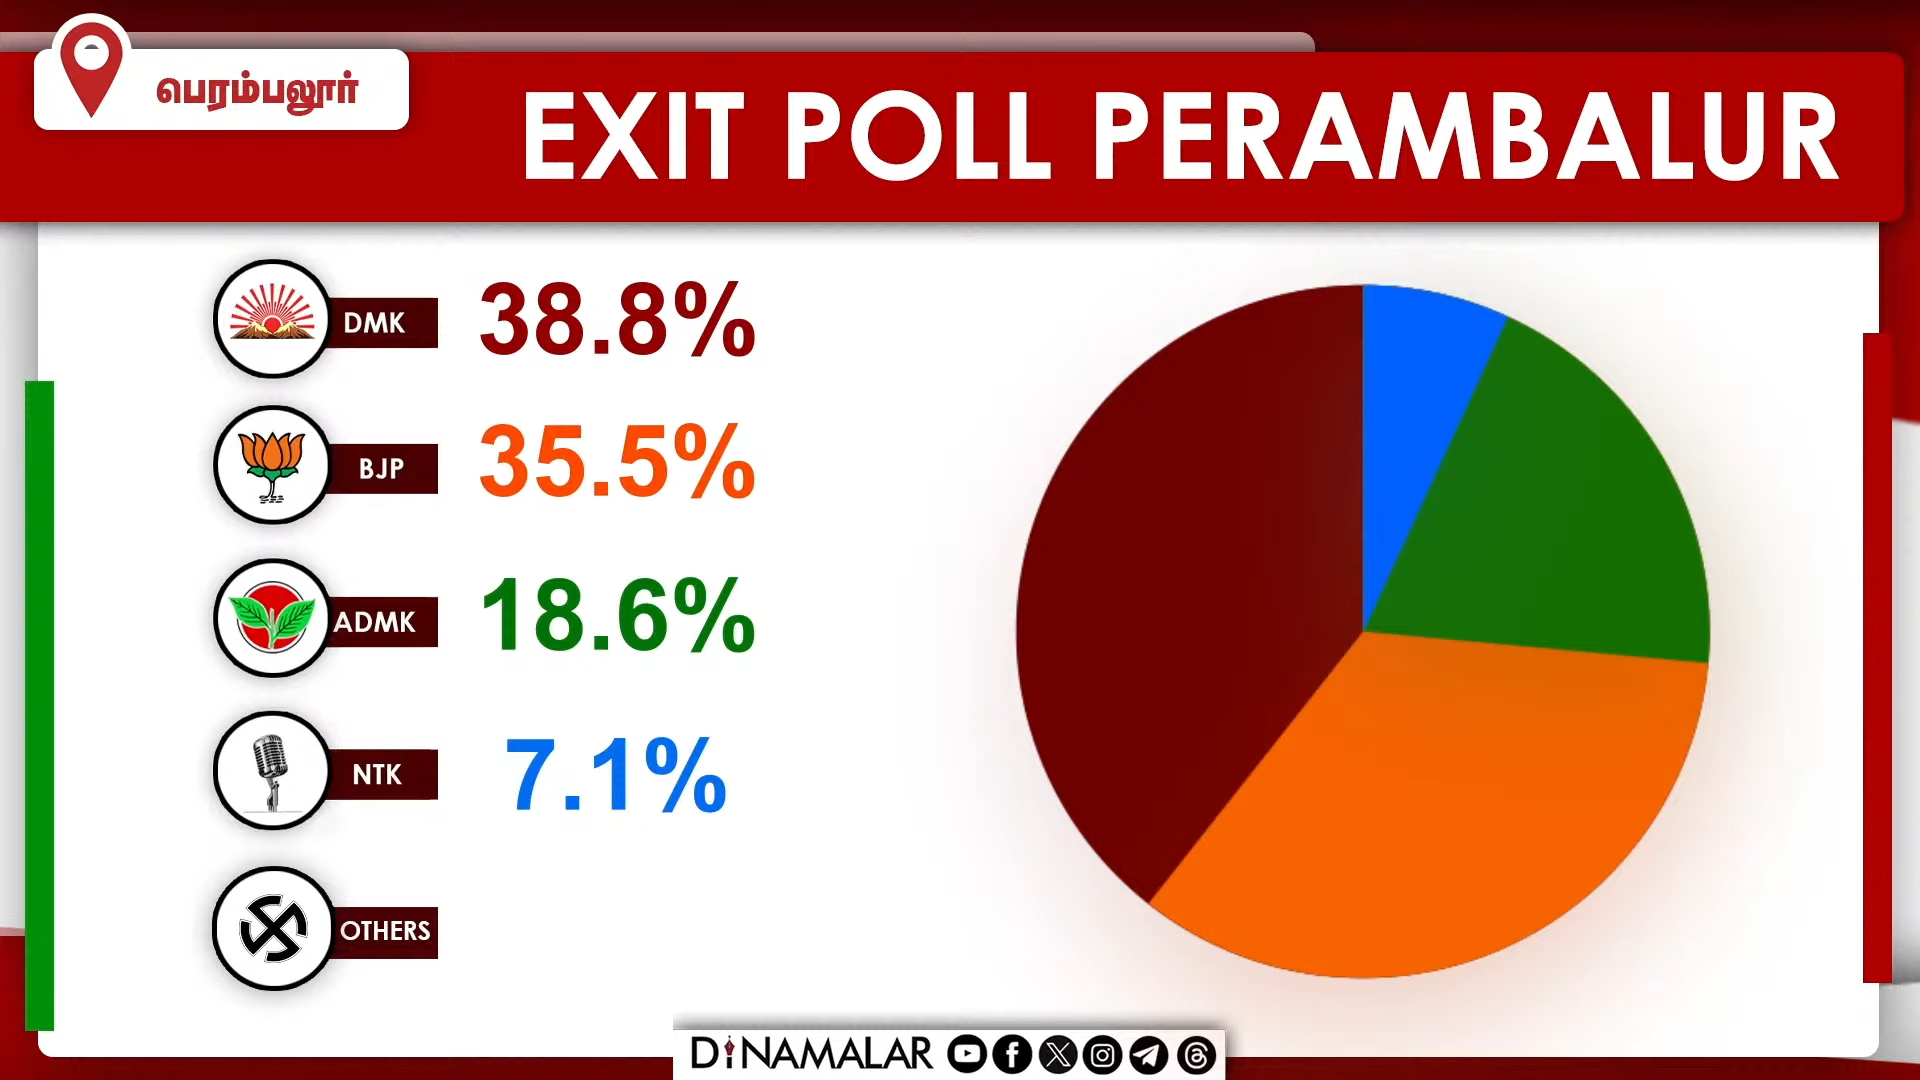 பெரம்பலூர்
EXIT POLL PERAMBALUR
DMK 38.8%
BJP 35.5%
ADMK 18.6%
NTK 7.1%
OTHERS
DINAMALAR